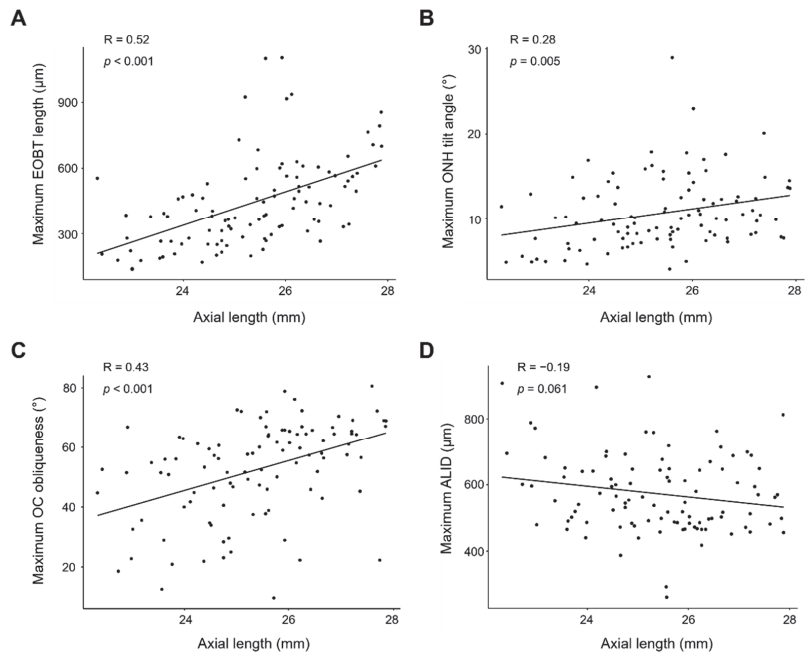 A
R = 0.52
p < 0.001
Maximum EOBT length (μm)
900
600
300
24
26
28
Axial length (mm)
B
R = 0.28
p = 0.005
Maximum ONH tilt angle (°)
30
20
10
24
26
28
Axial length (mm)
C
R = 0.43
p < 0.001
Maximum OC obliqueness (°)
80
60
40
20
24
26
28
Axial length (mm)
D
R = −0.19
p = 0.061
Maximum ALID (μm)
800
600
400
24
26
28
Axial length (mm)